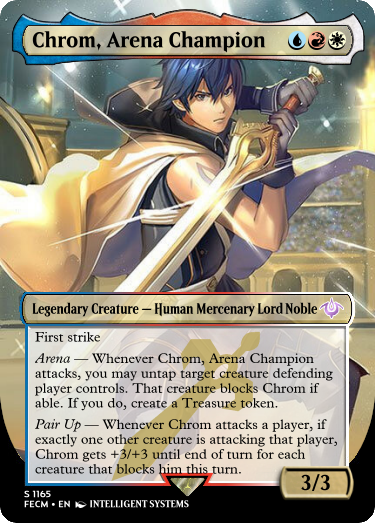 Chrom, Arena Champion
Legendary Creature — Human Mercenary Lord Noble
First strike
Arena — Whenever Chrom, Arena Champion
attacks, you may untap target creature defending
player controls. That creature blocks Chrom if
able. If you do, create a Treasure token.
Pair Up — Whenever Chrom attacks a player, if
exactly one other creature is attacking that player,
Chrom gets +3/+3 until end of turn for each
creature that blocks him this turn.
3/3
S 1165
FECM • EN INTELLIGENT SYSTEMS